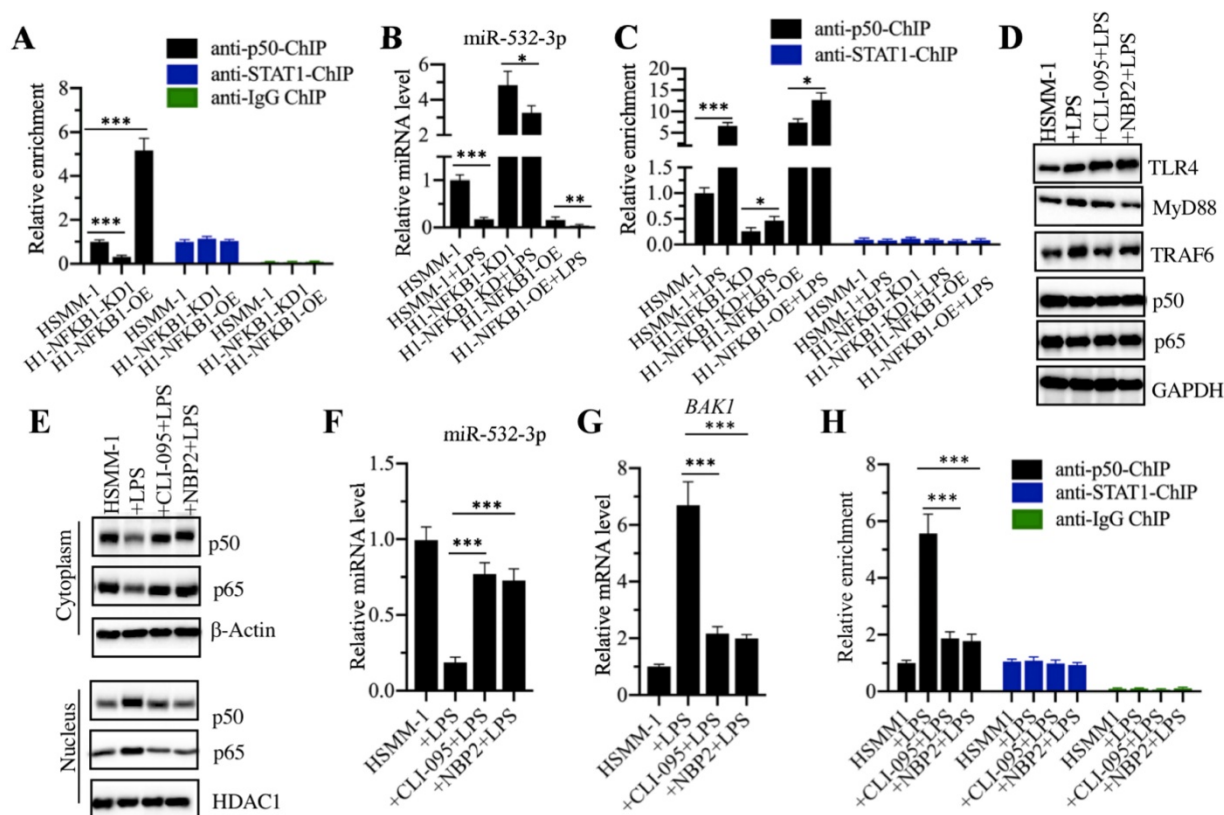 A
anti-p50-ChIP
anti-STAT1-ChIP
anti-IgG ChIP
Relative enrichment
8
6
4
2
0
***
***
HSMM-1
H1-NFKB1-KD1
H1-NFKB1-OE
HSMM-1
H1-NFKB1-KD1
H1-NFKB1-OE
HSMM-1
H1-NFKB1-KD1
H1-NFKB1-OE
B
miR-532-3p
Relative miRNA level
6
4
2
1
0
*
***
**
HSMM-1
HSMM-1+LPS
H1-NFKB1-KD1
H1-NFKB1-KD1+LPS
H1-NFKB1-OE
H1-NFKB1-OE+LPS
C
anti-p50-ChIP
anti-STAT1-ChIP
Relative enrichment
20
15
10
5
1.0
0.5
0.0
***
*
*
HSMM-1
HSMM-1+LPS
H1-NFKB1-KD
H1-NFKB1-KD+LPS
H1-NFKB1-OE
H1-NFKB1-OE+LPS
HSMM-1
HSMM-1+LPS
H1-NFKB1-KD1
H1-NFKB1-KD1+LPS
H1-NFKB1-OE
H1-NFKB1-OE+LPS
D
HSMM-1
+LPS
+CLI-095+LPS
+NBP2+LPS
TLR4
MyD88
TRAF6
p50
p65
GAPDH
E
HSMM-1
+LPS
+CLI-095+LPS
+NBP2+LPS
Cytoplasm
p50
p65
β-Actin
Nucleus
p50
p65
HDAC1
F
miR-532-3p
Relative miRNA level
1.5
1.0
0.5
0.0
***
***
HSMM-1
+LPS
+CLI-095+LPS
+NBP2+LPS
G
BAK1
Relative mRNA level
8
6
4
2
0
***
***
HSMM-1
+LPS
+CLI-095+LPS
+NBP2+LPS
H
anti-p50-ChIP
anti-STAT1-ChIP
anti-IgG ChIP
Relative enrichment
8
6
4
2
0
***
***
HSMM1
+LPS
+CLI-095+LPS
+NBP2+LPS
HSMM1
+LPS
+CLI-095+LPS
+NBP2+LPS
HSMM1
+LPS
+CLI-095+LPS
+NBP2+LPS